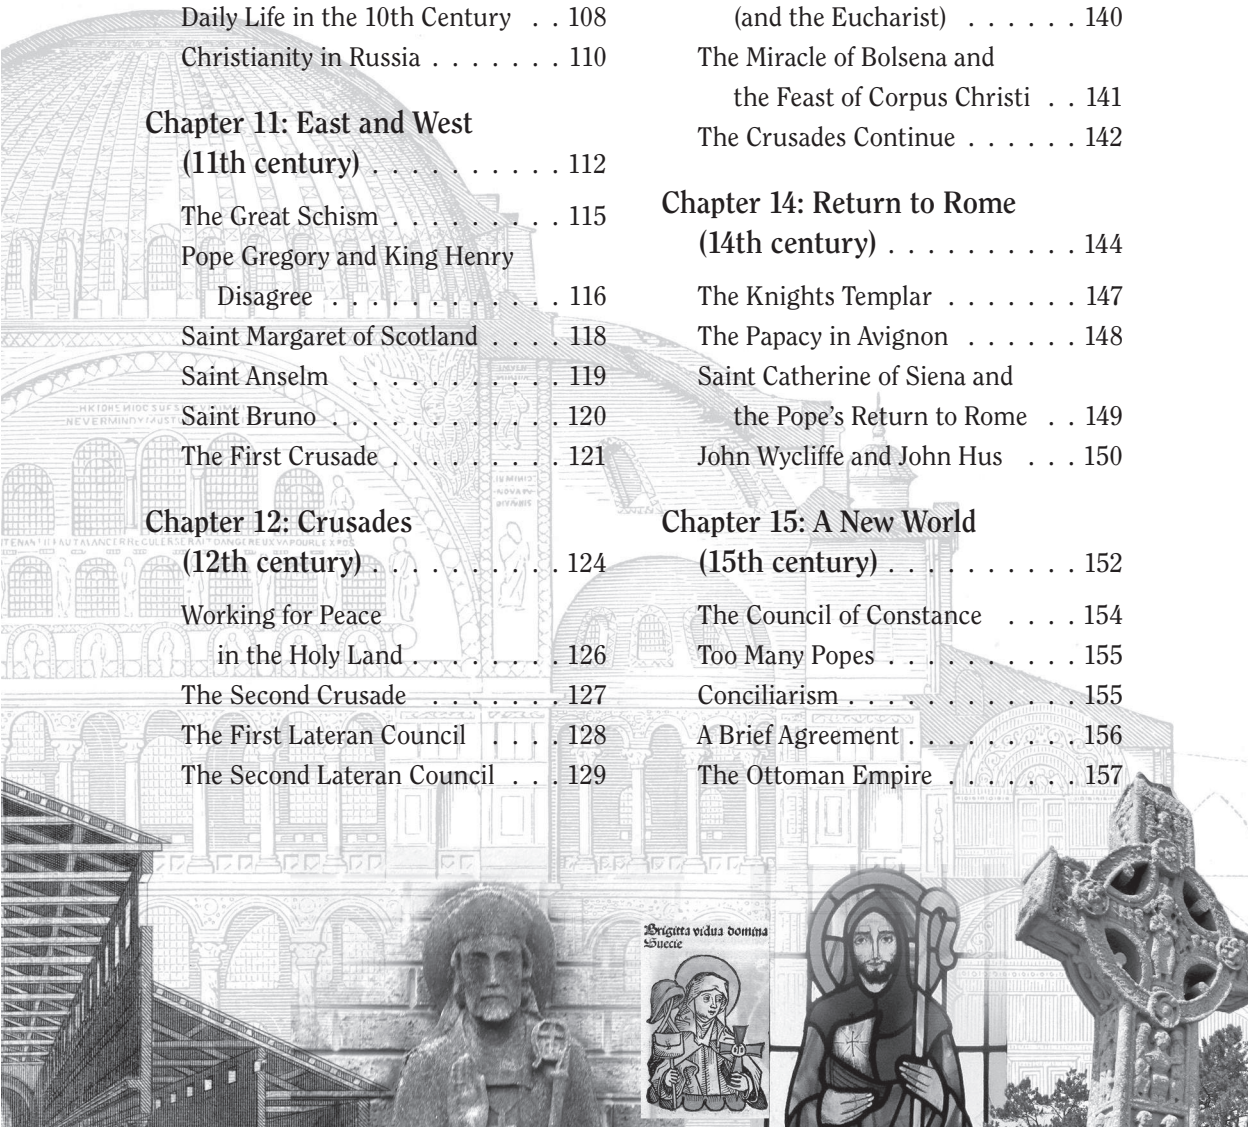 Daily Life in the 10th Century . . 108
Christianity in Russia . . . . . . . 110
Chapter 11: East and West
(11th century) . . . . . . . . . . 112
The Great Schism . . . . . . . . . 115
Pope Gregory and King Henry
Disagree . . . . . . . . . . . . 116
Saint Margaret of Scotland . . . . 118
Saint Anselm . . . . . . . . . . . 119
Saint Bruno . . . . . . . . . . . . 120
The First Crusade . . . . . . . . . 121
Chapter 12: Crusades
(12th century) . . . . . . . . . . 124
Working for Peace
in the Holy Land . . . . . . . . 126
The Second Crusade . . . . . . . 127
The First Lateran Council . . . . 128
The Second Lateran Council . . . 129
(and the Eucharist) . . . . . . 140
The Miracle of Bolsena and
the Feast of Corpus Christi . . 141
The Crusades Continue . . . . . . 142
Chapter 14: Return to Rome
(14th century) . . . . . . . . . . 144
The Knights Templar . . . . . . . 147
The Papacy in Avignon . . . . . . 148
Saint Catherine of Siena and
the Pope's Return to Rome . . 149
John Wycliffe and John Hus . . . 150
Chapter 15: A New World
(15th century) . . . . . . . . . . 152
The Council of Constance . . . . 154
Too Many Popes . . . . . . . . . . 155
Conciliarism . . . . . . . . . . . . 155
A Brief Agreement . . . . . . . . . 156
The Ottoman Empire . . . . . . . 157
Brigitta vidua domina
Suecie